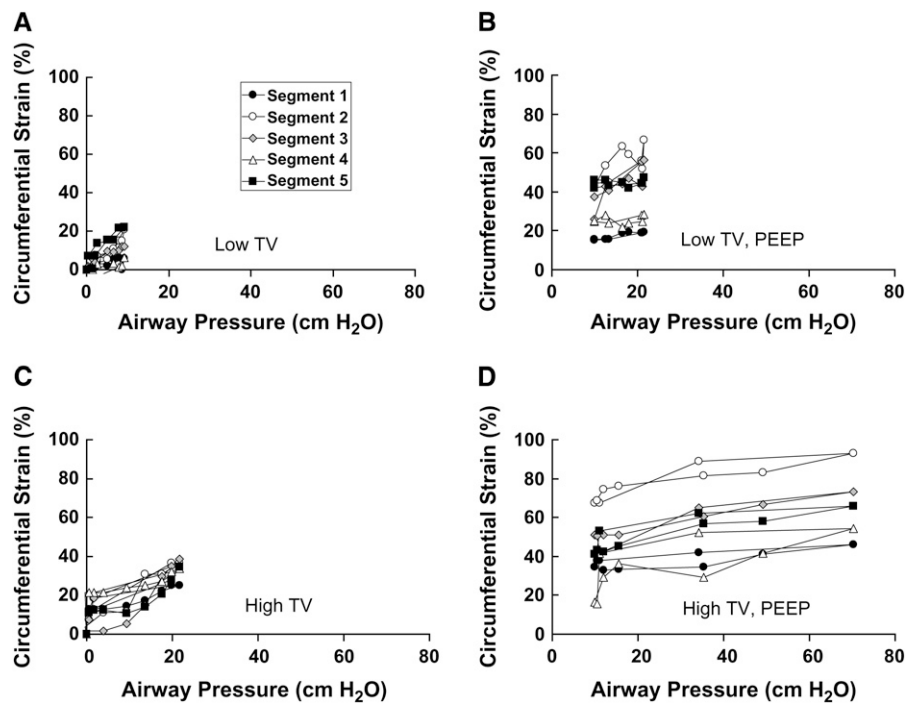 A
Circumferential Strain (%)
100
80
60
40
20
0
Segment 1
Segment 2
Segment 3
Segment 4
Segment 5
Low TV
0 20 40 60 80
Airway Pressure (cm H₂O)
B
Circumferential Strain (%)
100
80
60
40
20
0
Low TV, PEEP
0 20 40 60 80
Airway Pressure (cm H₂O)
C
Circumferential Strain (%)
100
80
60
40
20
0
High TV
0 20 40 60 80
Airway Pressure (cm H₂O)
D
Circumferential Strain (%)
100
80
60
40
20
0
High TV, PEEP
0 20 40 60 80
Airway Pressure (cm H₂O)